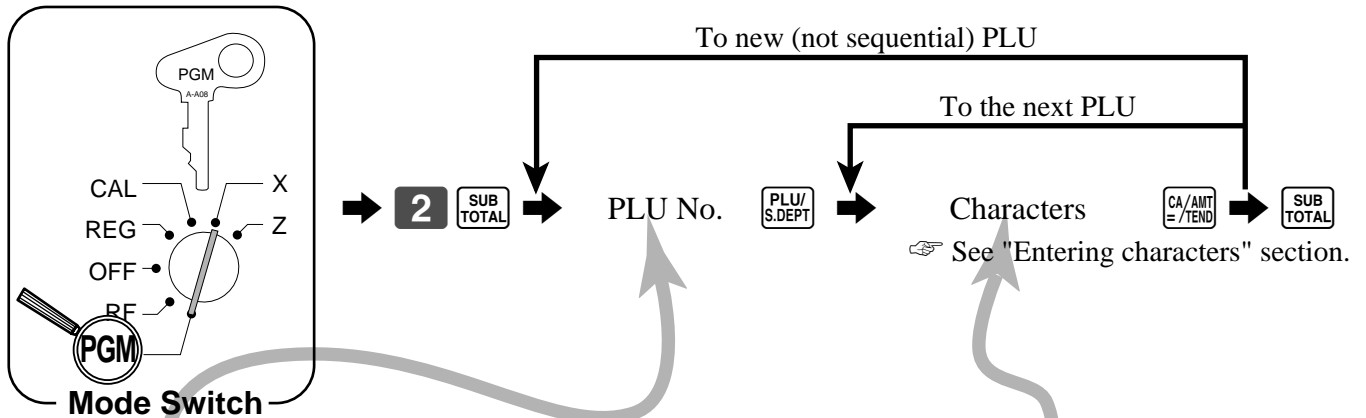 To new (not sequential) PLU
To the next PLU
PGM
A-A08
CAL
X
REG
Z
OFF
RF
PGM
Mode Switch
2
SUB TOTAL
PLU No.
PLU/ S.DEPT
Characters
CA/AMT = /TEND
SUB TOTAL
☞ See "Entering characters" section.